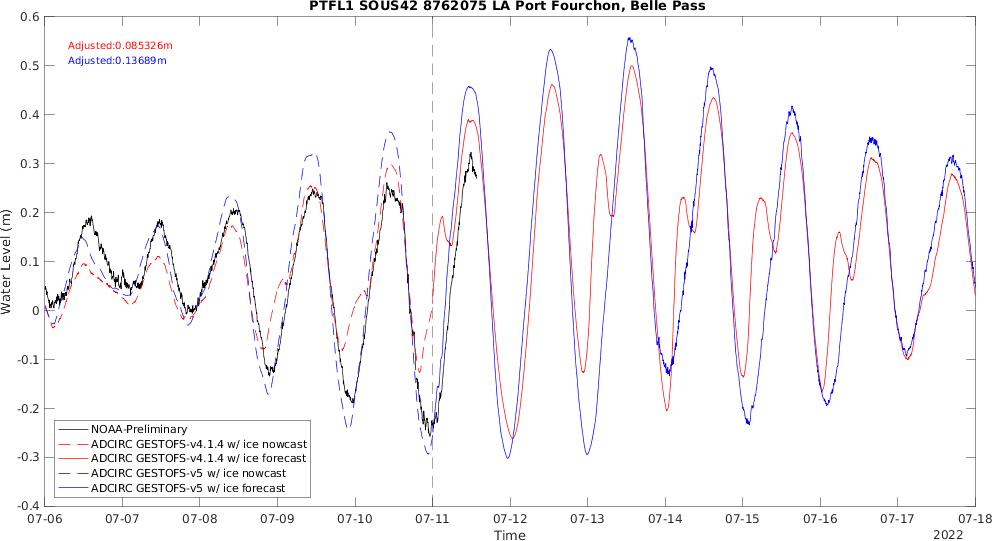 PTFL1 SOUS42 8762075 LA Port Fourchon, Belle Pass
Adjusted:0.085326m
Adjusted:0.13689m
Water Level (m)
0.6
0.5
0.4
0.3
0.2
0.1
0
-0.1
-0.2
-0.3
-0.4
NOAA-Preliminary
ADCIRC GESTOFS-v4.1.4 w/ ice nowcast
ADCIRC GESTOFS-v4.1.4 w/ ice forecast
ADCIRC GESTOFS-v5 w/ ice nowcast
ADCIRC GESTOFS-v5 w/ ice forecast
07-06 07-07 07-08 07-09 07-10 07-11 07-12 07-13 07-14 07-15 07-16 07-17 07-18
Time
2022